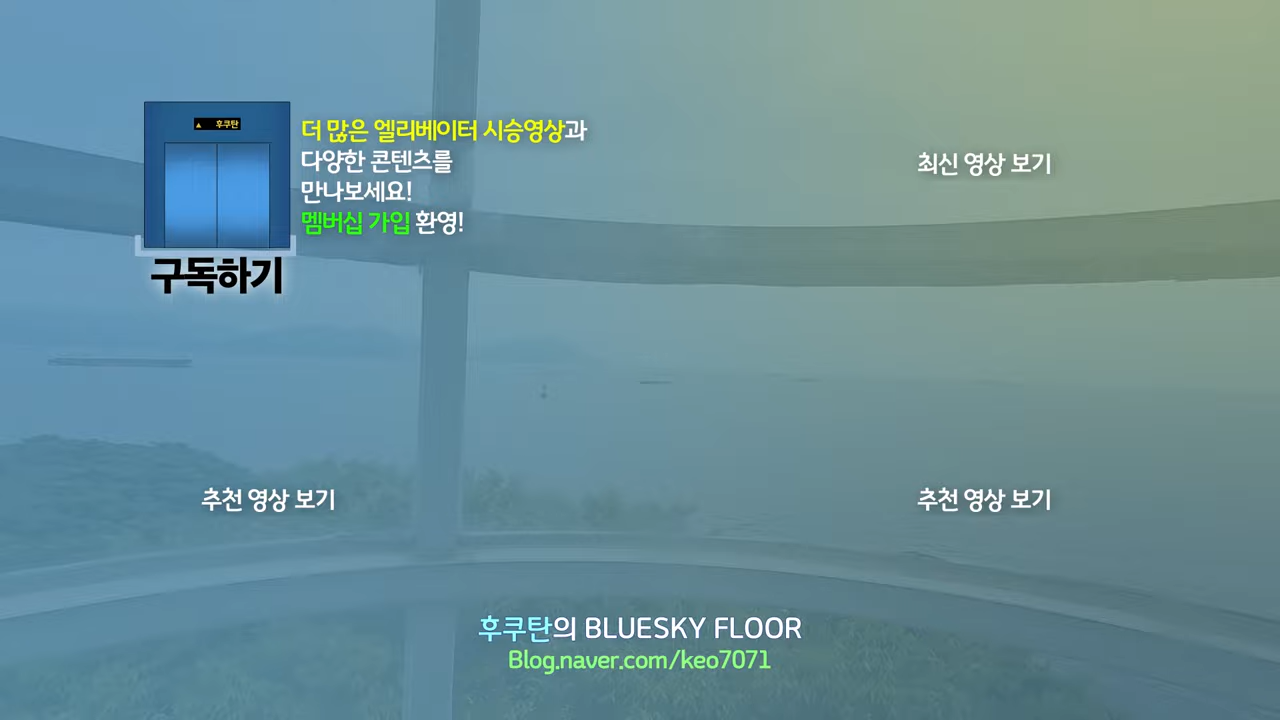 ▲ 후쿠탄
더 많은 엘리베이터 시승영상과
다양한 콘텐츠를
만나보세요!
멤버십 가입 환영!
구독하기
최신 영상 보기
추천 영상 보기
추천 영상 보기
후쿠탄의 BLUESKY FLOOR
Blog.naver.com/keo7071